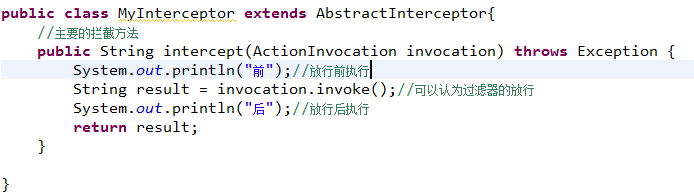 public class MyInterceptor extends AbstractInterceptor{
//主要的拦截方法
public String intercept(ActionInvocation invocation) throws Exception {
System.out.println("前");//放行前执行
String result = invocation.invoke();//可以认为过滤器的放行
System.out.println("后");//放行后执行
return result;
}
}